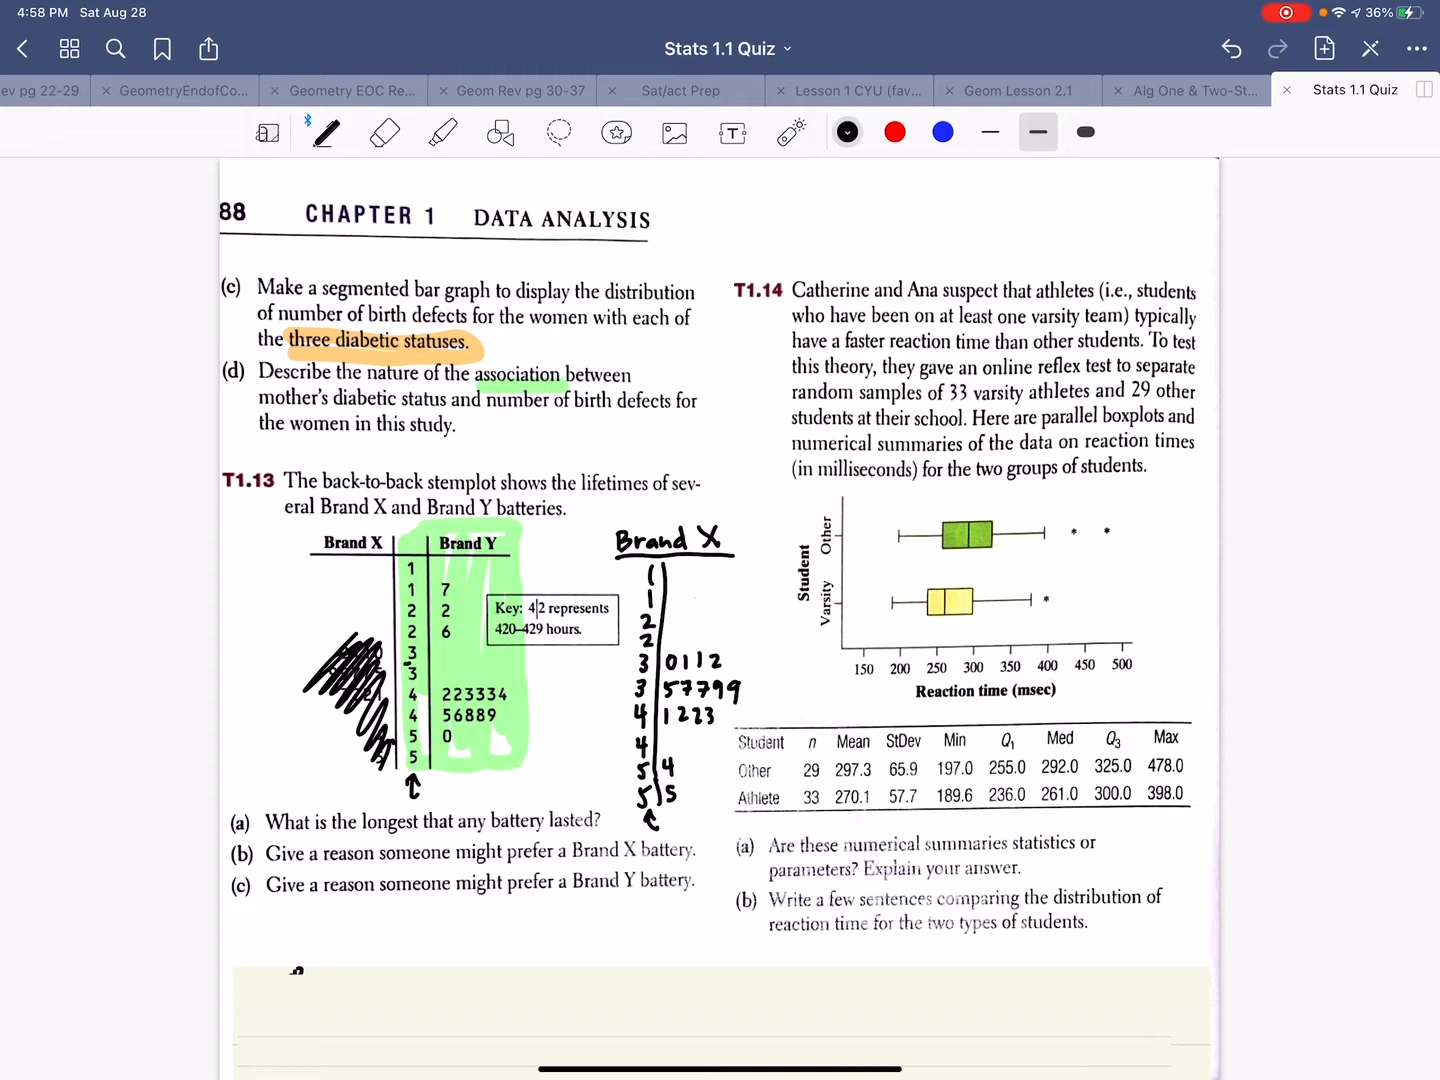 4:58 PM Sat Aug 28
36%
Stats 1.1 Quiz
ev pg 22-29
GeometryEndofCo...
Geometry EOC Re...
Geom Rev pg 30-37
Sat/act Prep
Lesson 1 CYU (fav...
Geom Lesson 2.1
Alg One & Two-St...
Stats 1.1 Quiz
88 CHAPTER 1 DATA ANALYSIS
(c) Make a segmented bar graph to display the distribution
of number of birth defects for the women with each of
the three diabetic statuses.
(d) Describe the nature of the association between
mother's diabetic status and number of birth defects for
the women in this study.
T1.13 The back-to-back stemplot shows the lifetimes of sev-
eral Brand X and Brand Y batteries.
Brand X Brand Y
1
1 7
2 2
2 6
3
3
4 223334
4 56889
5 0
5
Key: 4|2 represents
420–429 hours.
Brand X
1
1
2
2
3 0112
3 57799
4 1223
4
5 4
5 5
(a) What is the longest that any battery lasted?
(b) Give a reason someone might prefer a Brand X battery.
(c) Give a reason someone might prefer a Brand Y battery.
T1.14 Catherine and Ana suspect that athletes (i.e., students
who have been on at least one varsity team) typically
have a faster reaction time than other students. To test
this theory, they gave an online reflex test to separate
random samples of 33 varsity athletes and 29 other
students at their school. Here are parallel boxplots and
numerical summaries of the data on reaction times
(in milliseconds) for the two groups of students.
Student
Other
Varsity
150 200 250 300 350 400 450 500
Reaction time (msec)
Student n Mean StDev Min Q1 Med Q3 Max
Other 29 297.3 65.9 197.0 255.0 292.0 325.0 478.0
Athlete 33 270.1 57.7 189.6 236.0 261.0 300.0 398.0
(a) Are these numerical summaries statistics or
parameters? Explain your answer.
(b) Write a few sentences comparing the distribution of
reaction time for the two types of students.